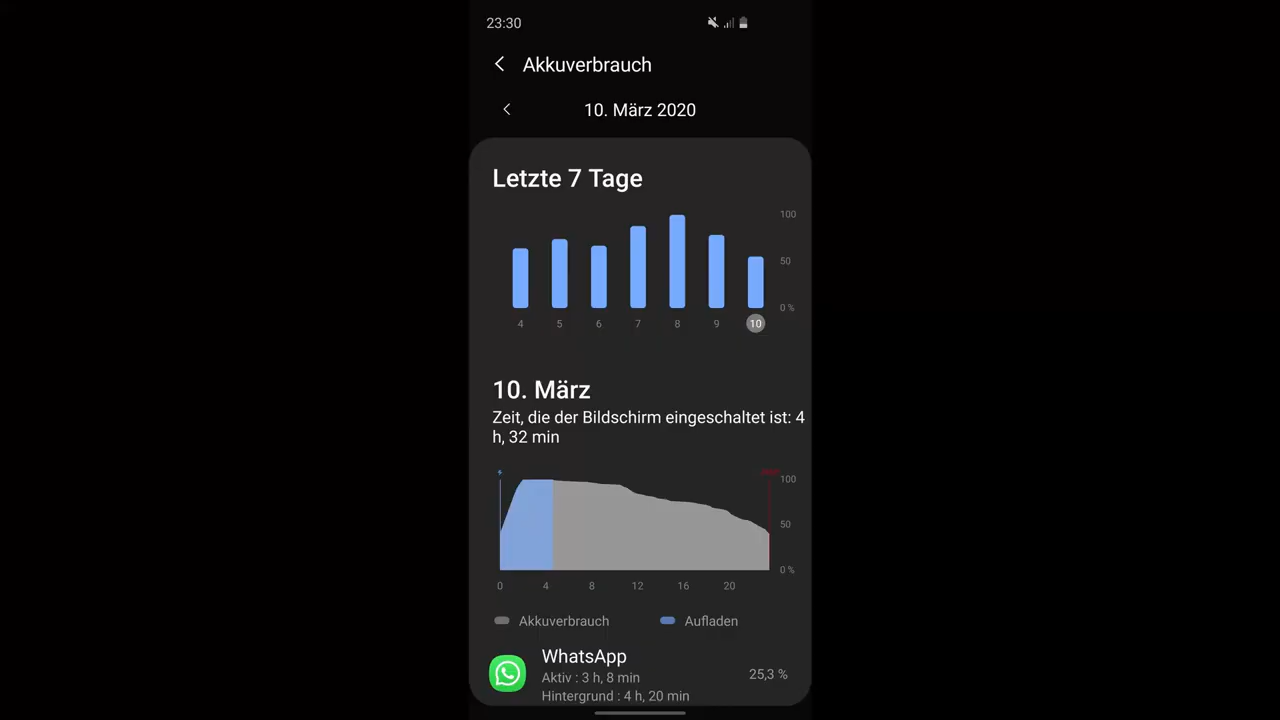 23:30
Akkuverbrauch
10. März 2020
Letzte 7 Tage
100
50
0 %
4 5 6 7 8 9 10
10. März
Zeit, die der Bildschirm eingeschaltet ist: 4
h, 32 min
100
50
0 %
0 4 8 12 16 20
Akkuverbrauch Aufladen
WhatsApp
Aktiv : 3 h, 8 min
25,3 %
Hintergrund : 4 h, 20 min